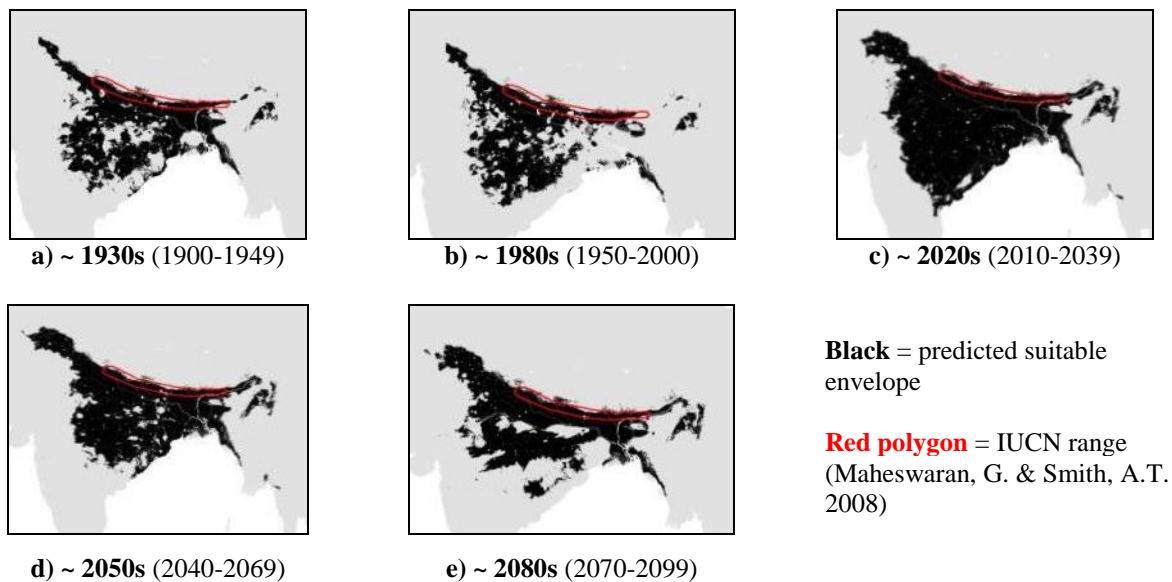 a) ~ 1930s (1900-1949)
b) ~ 1980s (1950-2000)
c) ~ 2020s (2010-2039)
Black = predicted suitable
envelope
Red polygon = IUCN range
(Maheswaran, G. & Smith, A.T.
2008)
d) ~ 2050s (2040-2069)
e) ~ 2080s (2070-2099)